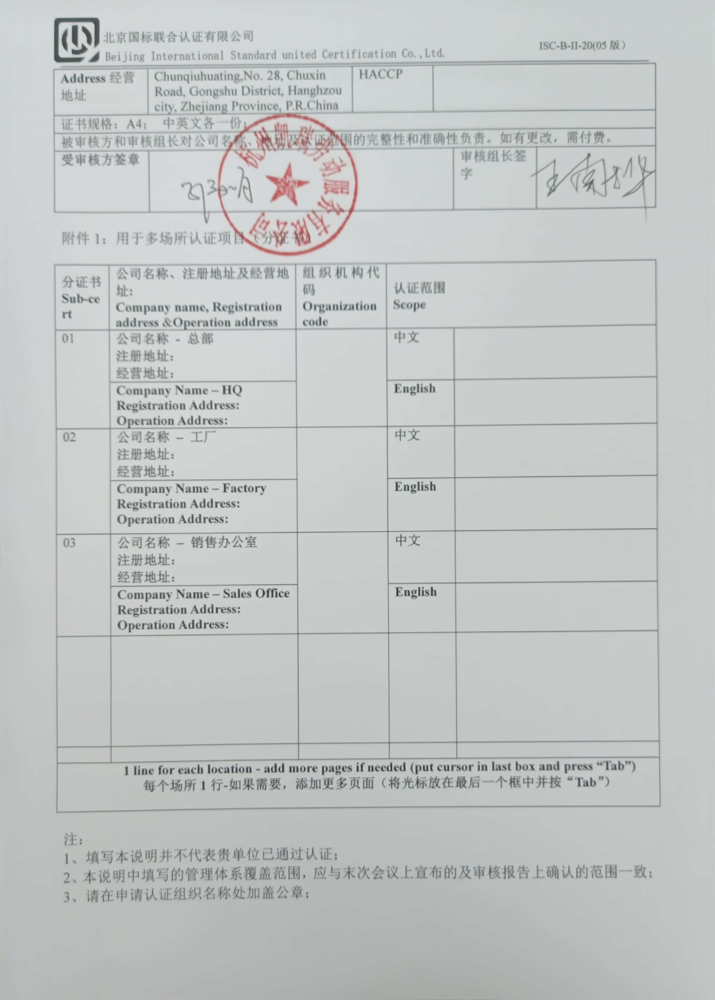 北京国标联合认证有限公司
Beijing International Standard united Certification Co.,Ltd.
ISC-B-II-20(05 版）
Address 经营
地址
Chunqiuhuating,No. 28, Chuxin
Road, Gongshu District, Hanghzou
city, Zhejiang Province, P.R.China
HACCP
证书规格：A4； 中英文各一份；
被审核方和审核组长对公司名称、地址及认证范围的完整性和准确性负责。如有更改，需付费。
受审核方签章
杭州凯瑞劳动服务有限公司
审核组长签
字
王南华
附件 1：用于多场所认证项目（分证书）
分证书
Sub-ce
rt
公司名称、注册地址及经营地
址:
Company name, Registration
address &Operation address
组织机构代
码
Organization
code
认证范围
Scope
01
公司名称 - 总部
注册地址：
经营地址：
Company Name – HQ
Registration Address:
Operation Address:
中文
English
02
公司名称 – 工厂
注册地址：
经营地址：
Company Name – Factory
Registration Address:
Operation Address:
中文
English
03
公司名称 – 销售办公室
注册地址：
经营地址：
Company Name – Sales Office
Registration Address:
Operation Address:
中文
English
1 line for each location - add more pages if needed (put cursor in last box and press “Tab”)
每个场所 1 行-如果需要，添加更多页面（将光标放在最后一个框中并按“Tab”）
注：
1、填写本说明并不代表贵单位已通过认证；
2、本说明中填写的管理体系覆盖范围，应与末次会议上宣布的及审核报告上确认的范围一致；
3、请在申请认证组织名称处加盖公章；